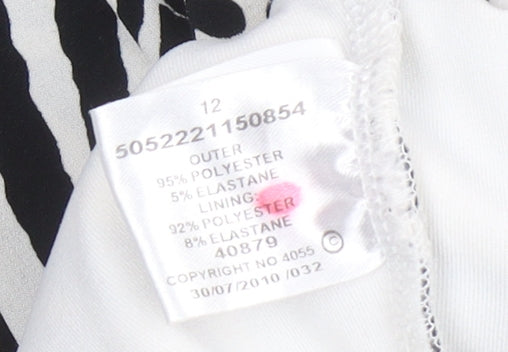 12
5052221150854
OUTER
95% POLYESTER
5% ELASTANE
LINING:
92% POLYESTER
8% ELASTANE
40879
COPYRIGHT NO 4055 ©
30/07/2010 /032